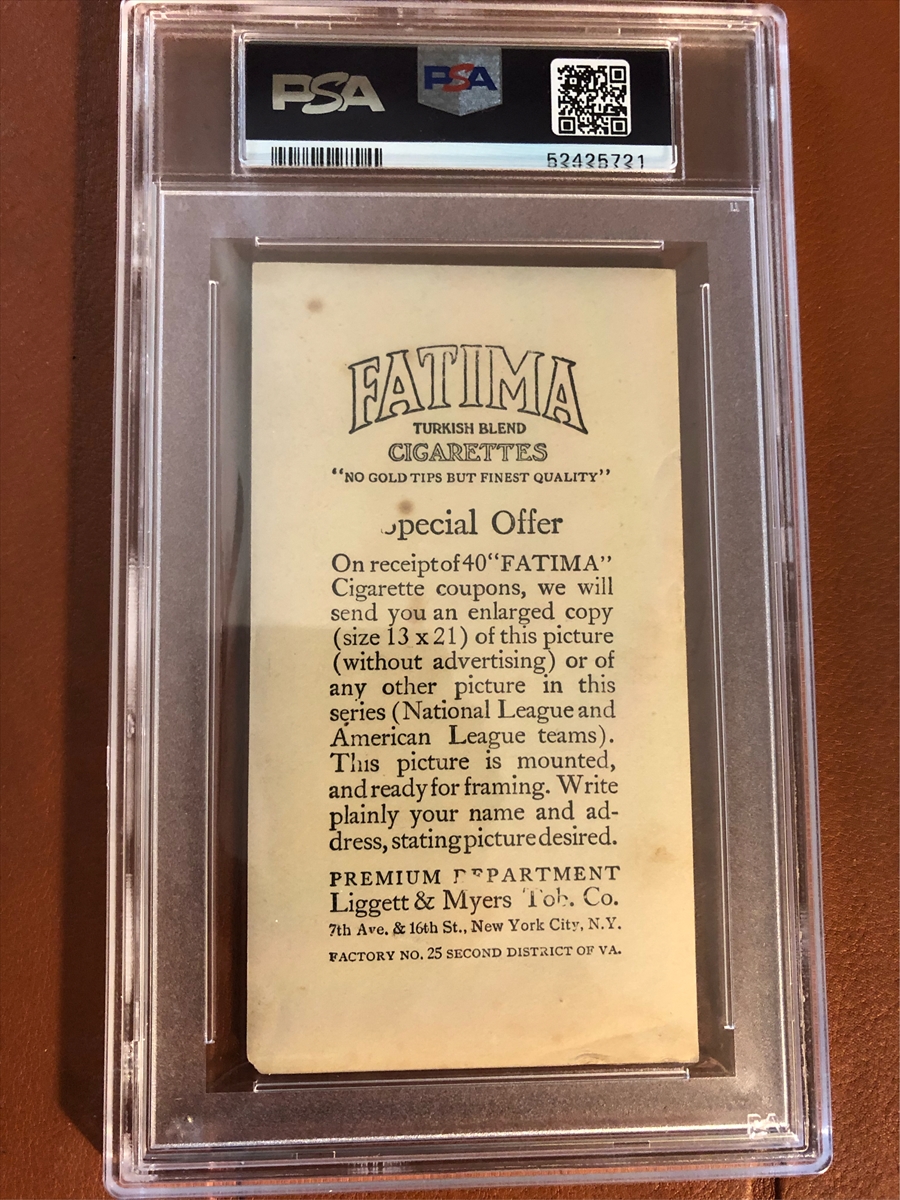 PSA
PSA
52425721
FATIMA
TURKISH BLEND
CIGARETTES
"NO GOLD TIPS BUT FINEST QUALITY"
Special Offer
On receipt of 40 "FATIMA"
Cigarette coupons, we will
send you an enlarged copy
(size 13 x 21) of this picture
(without advertising) or of
any other picture in this
series (National League and
American League teams).
This picture is mounted,
and ready for framing. Write
plainly your name and ad-
dress, stating picture desired.
PREMIUM DEPARTMENT
Liggett & Myers Tob. Co.
7th Ave. & 16th St., New York City, N.Y.
FACTORY NO. 25 SECOND DISTRICT OF VA.